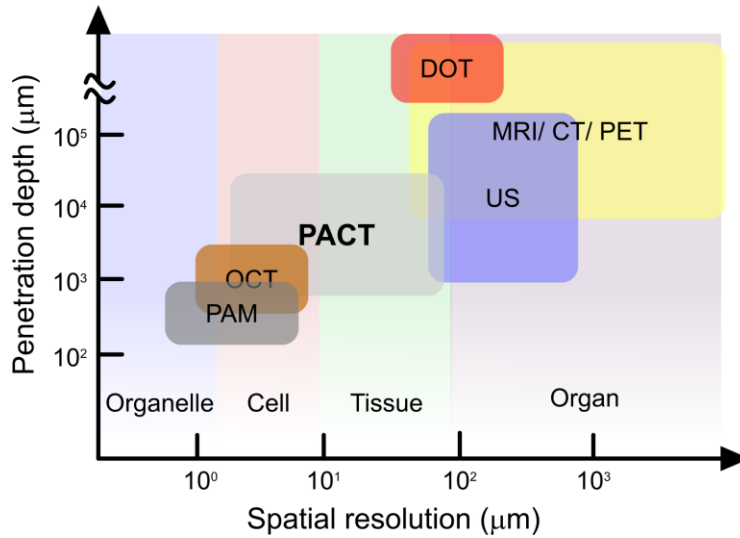 DOT
MRI/ CT/ PET
US
PACT
OCT
PAM
Penetration depth (μm)
10⁵
10⁴
10³
10²
Organelle
Cell
Tissue
Organ
10⁰
10¹
10²
10³
Spatial resolution (μm)